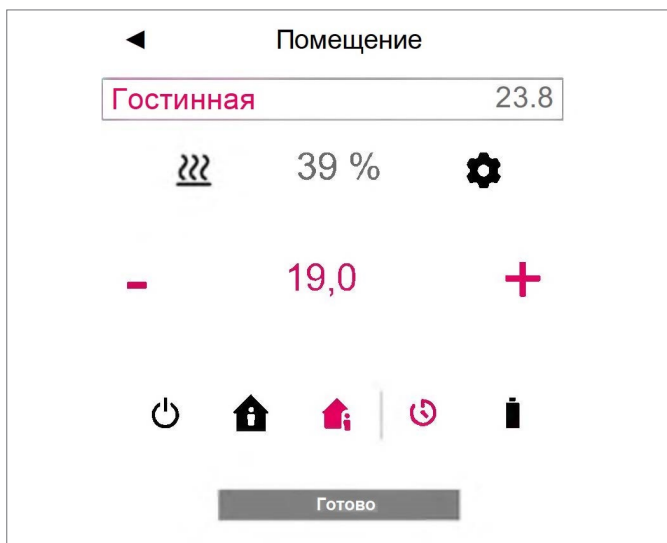 Помещение
Гостинная 23.8
39 %
- 19,0 +
Готово